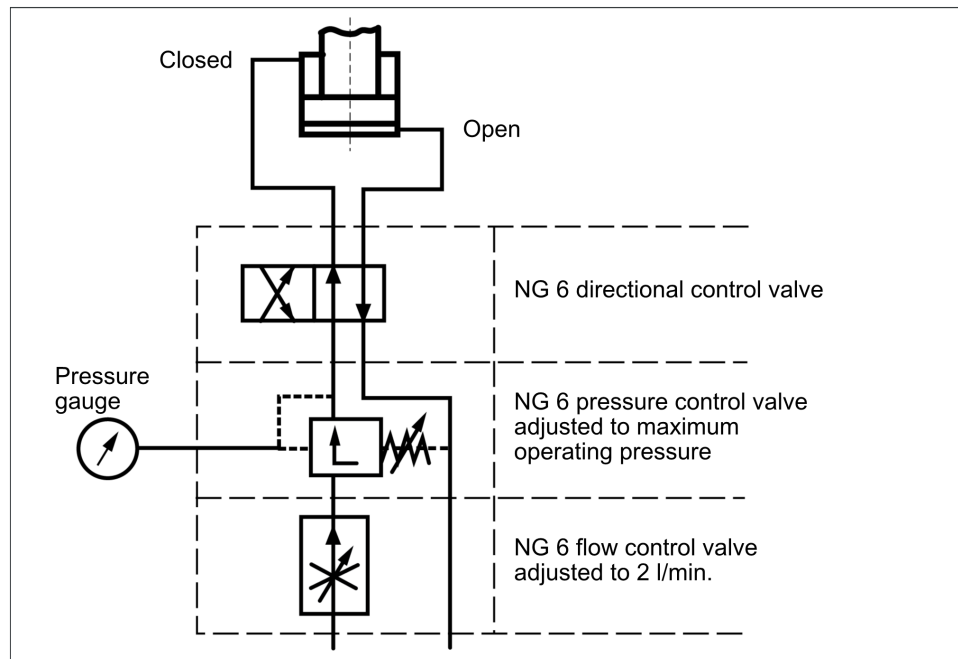 Closed
Open
NG 6 directional control valve
Pressure
gauge
NG 6 pressure control valve
adjusted to maximum
operating pressure
NG 6 flow control valve
adjusted to 2 l/min.